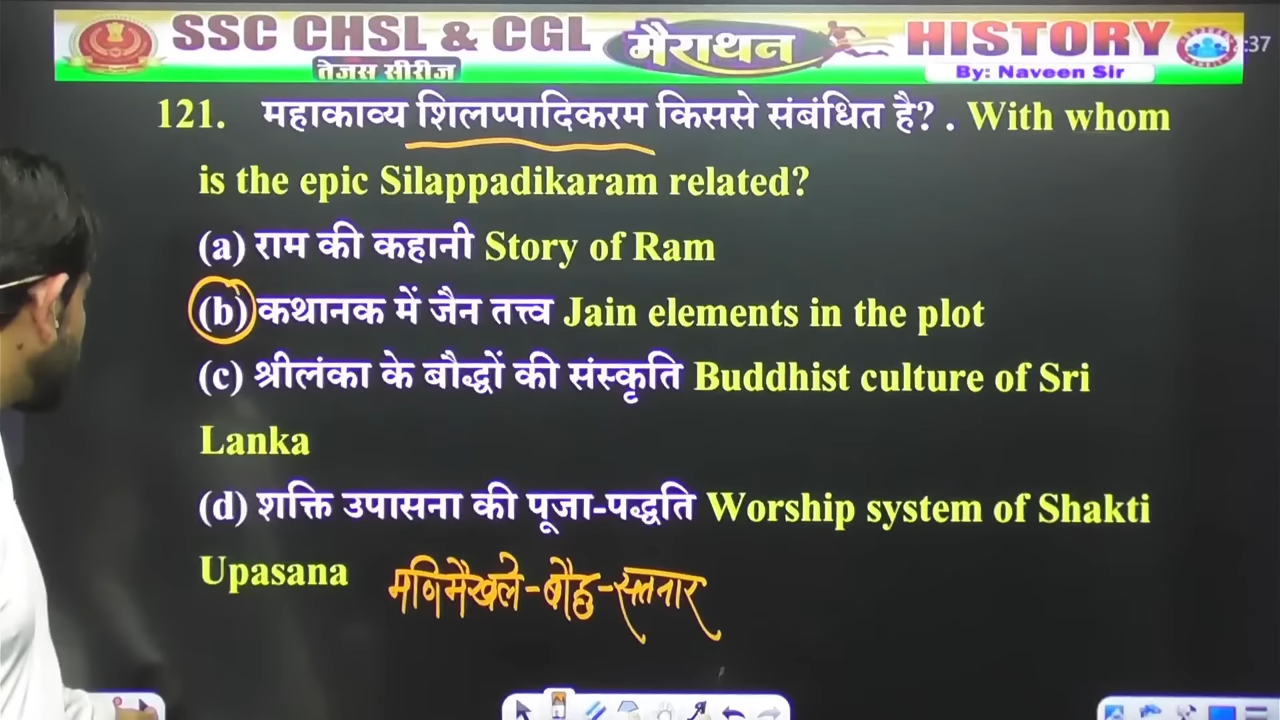 SSC CHSL & CGL मैराथन HISTORY
तेजस सीरीज By: Naveen Sir
:37
121. महाकाव्य शिलप्पादिकरम किससे संबंधित है? . With whom
is the epic Silappadikaram related?
(a) राम की कहानी Story of Ram
(b) कथानक में जैन तत्त्व Jain elements in the plot
(c) श्रीलंका के बौद्धों की संस्कृति Buddhist culture of Sri
Lanka
(d) शक्ति उपासना की पूजा-पद्धति Worship system of Shakti
Upasana
मणिमैखले-बौद्ध-सत्तनार